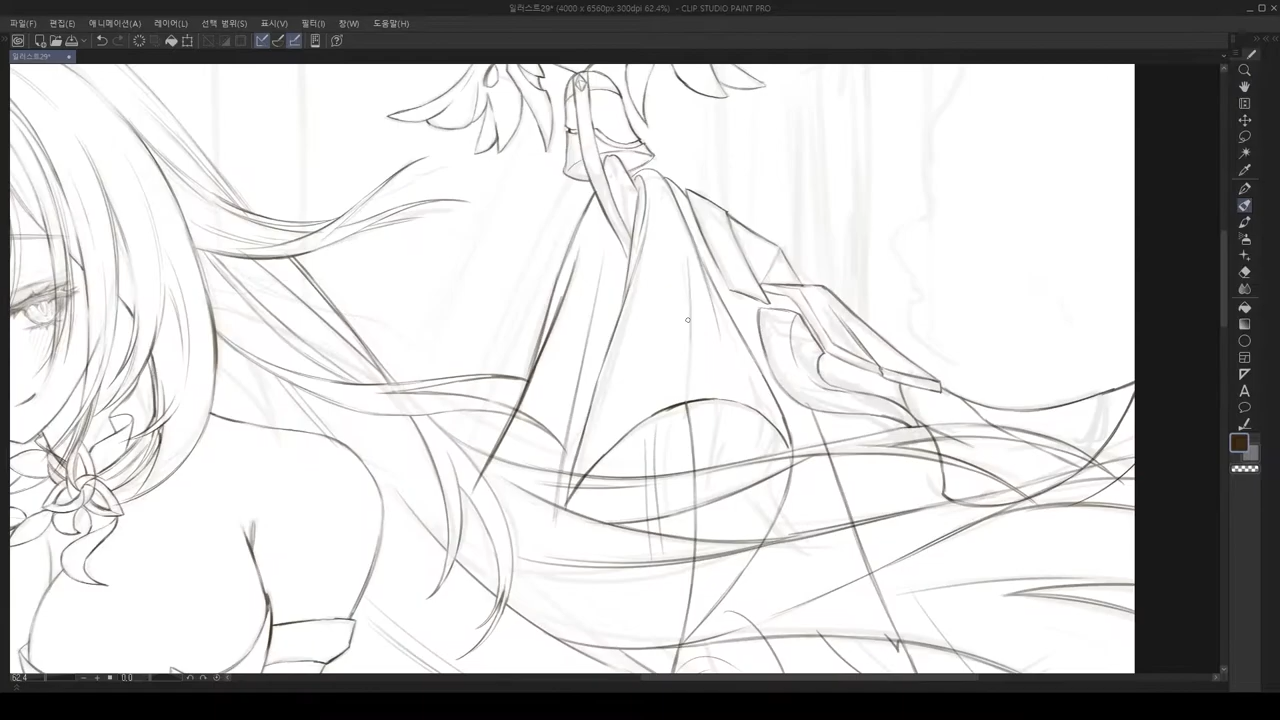 일러스트29* (4000 x 6560px 300dpi 62.4%) - CLIP STUDIO PAINT PRO
파일(F) 편집(E) 애니메이션(A) 레이어(L) 선택 범위(S) 표시(V) 필터(I) 창(W) 도움말(H)
일러스트29*
62.4 0.0